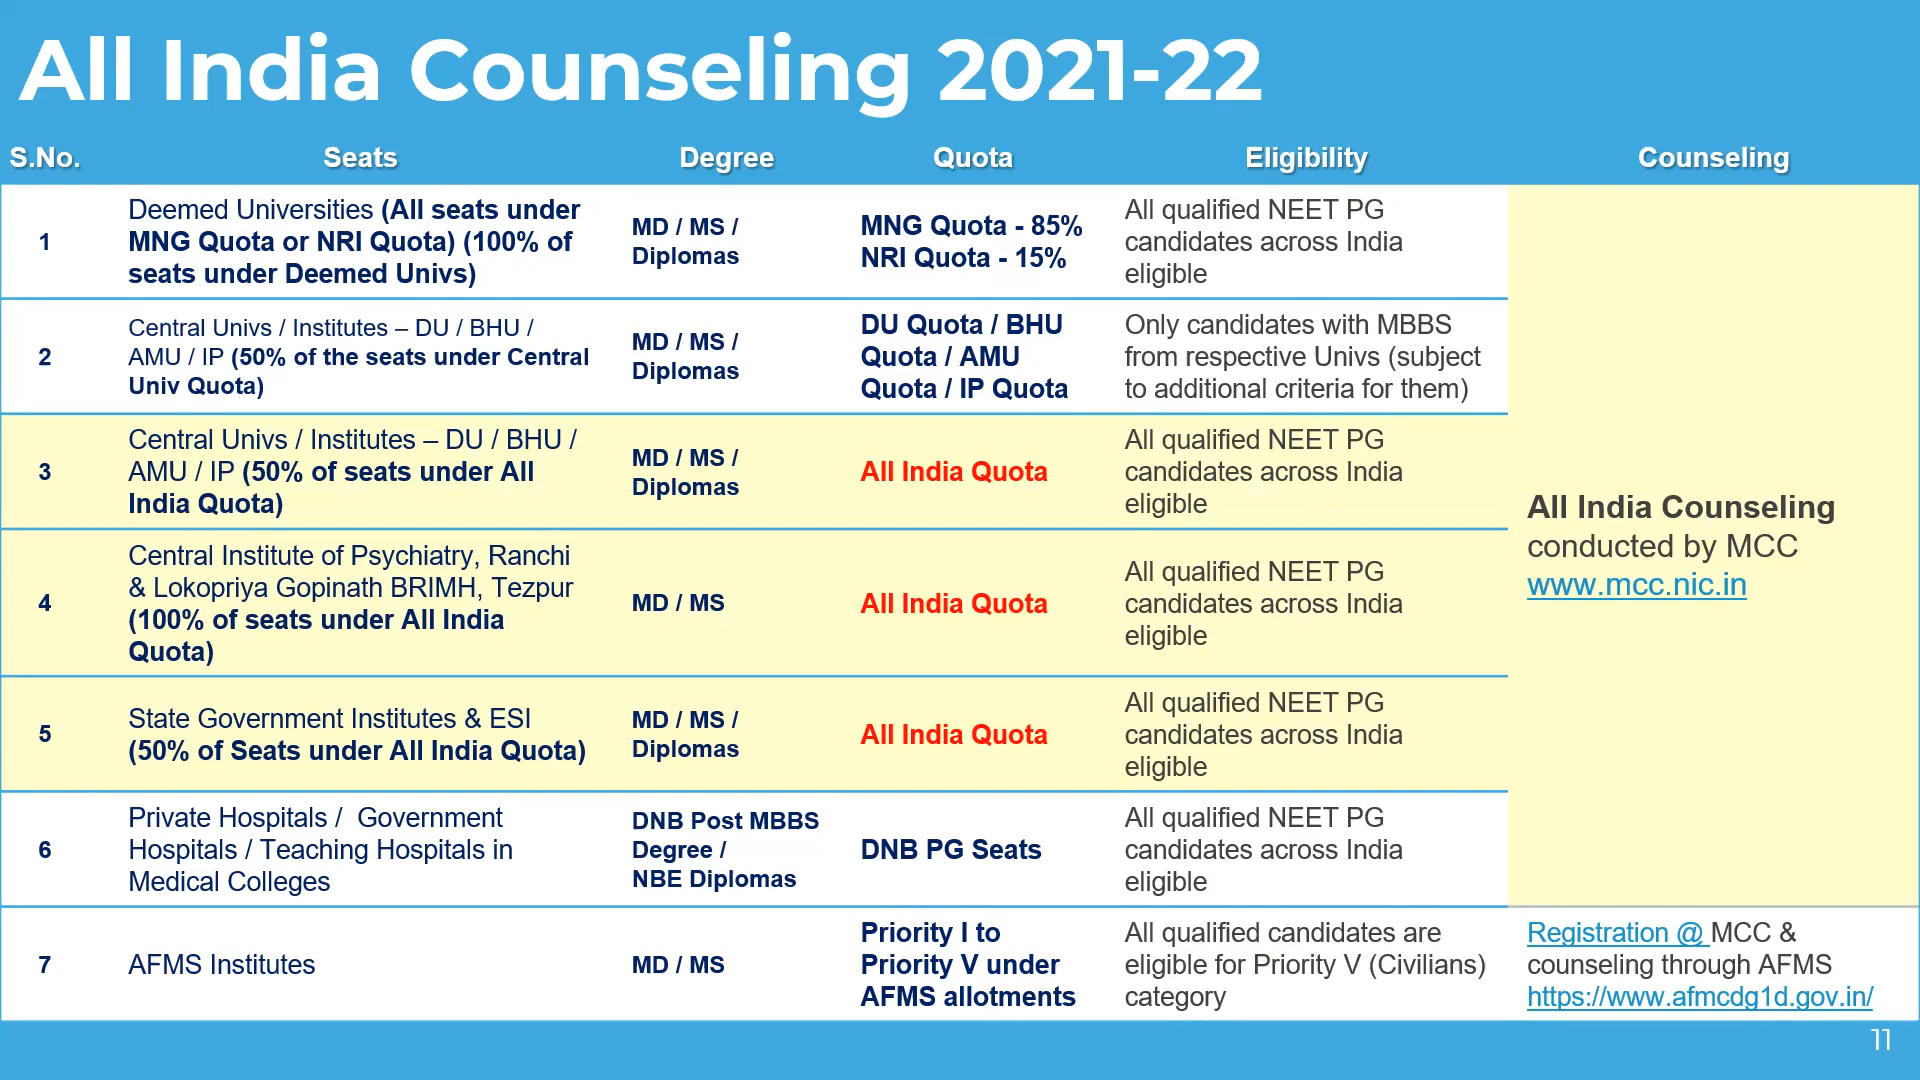 All India Counseling 2021-22
S.No. Seats Degree Quota Eligibility Counseling
1
Deemed Universities (All seats under
MNG Quota or NRI Quota) (100% of
seats under Deemed Univs)
MD / MS /
Diplomas
MNG Quota - 85%
NRI Quota - 15%
All qualified NEET PG
candidates across India
eligible
2
Central Univs / Institutes – DU / BHU /
AMU / IP (50% of the seats under Central
Univ Quota)
MD / MS /
Diplomas
DU Quota / BHU
Quota / AMU
Quota / IP Quota
Only candidates with MBBS
from respective Univs (subject
to additional criteria for them)
3
Central Univs / Institutes – DU / BHU /
AMU / IP (50% of seats under All
India Quota)
MD / MS /
Diplomas
All India Quota
All qualified NEET PG
candidates across India
eligible
4
Central Institute of Psychiatry, Ranchi
& Lokopriya Gopinath BRIMH, Tezpur
(100% of seats under All India
Quota)
MD / MS
All India Quota
All qualified NEET PG
candidates across India
eligible
5
State Government Institutes & ESI
(50% of Seats under All India Quota)
MD / MS /
Diplomas
All India Quota
All qualified NEET PG
candidates across India
eligible
6
Private Hospitals / Government
Hospitals / Teaching Hospitals in
Medical Colleges
DNB Post MBBS
Degree /
NBE Diplomas
DNB PG Seats
All qualified NEET PG
candidates across India
eligible
All India Counseling
conducted by MCC
www.mcc.nic.in
7
AFMS Institutes
MD / MS
Priority I to
Priority V under
AFMS allotments
All qualified candidates are
eligible for Priority V (Civilians)
category
Registration @ MCC &
counseling through AFMS
https://www.afmcdg1d.gov.in/
11